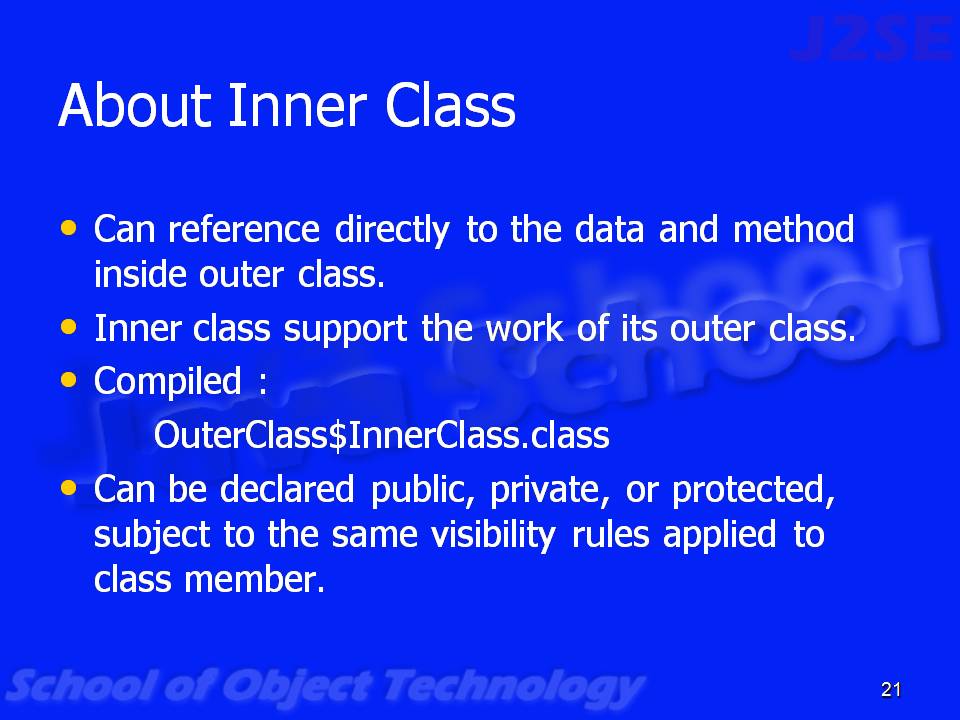 J2SE
About Inner Class
• Can reference directly to the data and method
inside outer class.
• Inner class support the work of its outer class.
• Compiled :
OuterClass$InnerClass.class
• Can be declared public, private, or protected,
subject to the same visibility rules applied to
class member.
Java School
School of Object Technology
21